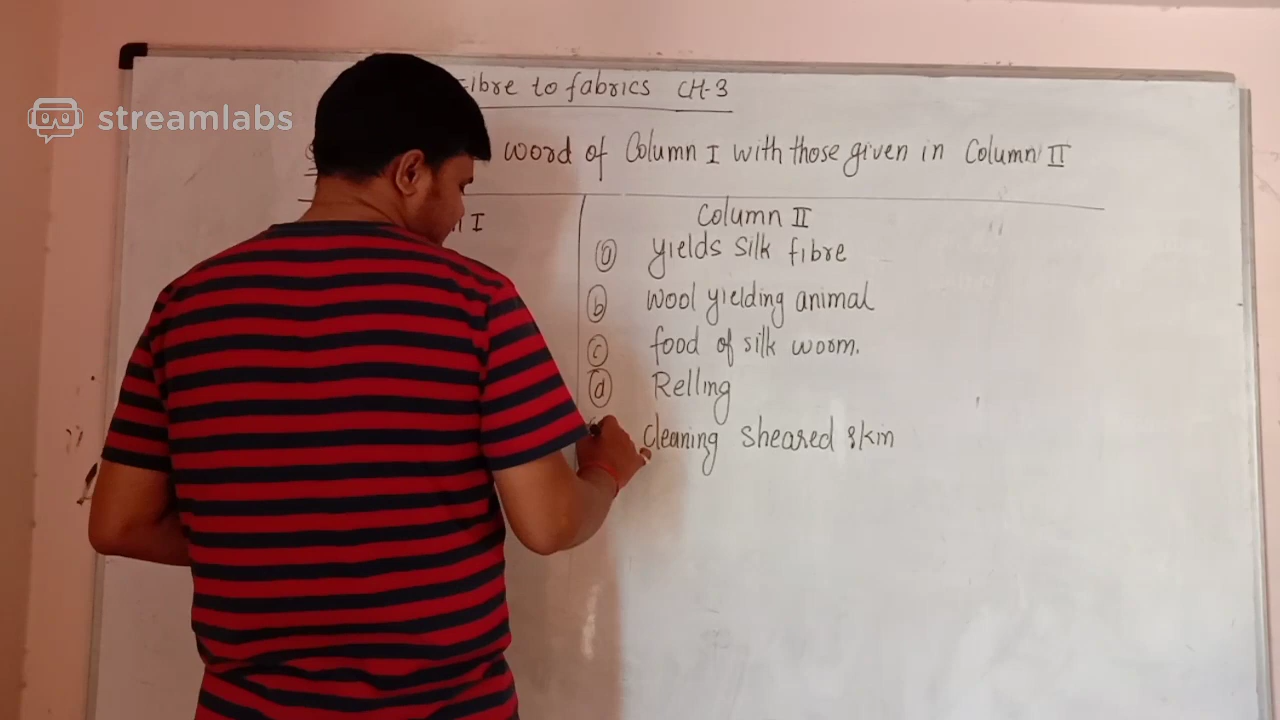 streamlabs
Fibre to fabrics CH-3
word of Column I with those given in Column II
I
Column II
a yields silk fibre
b wool yielding animal
c food of silk worm.
d Relling
cleaning sheared skin